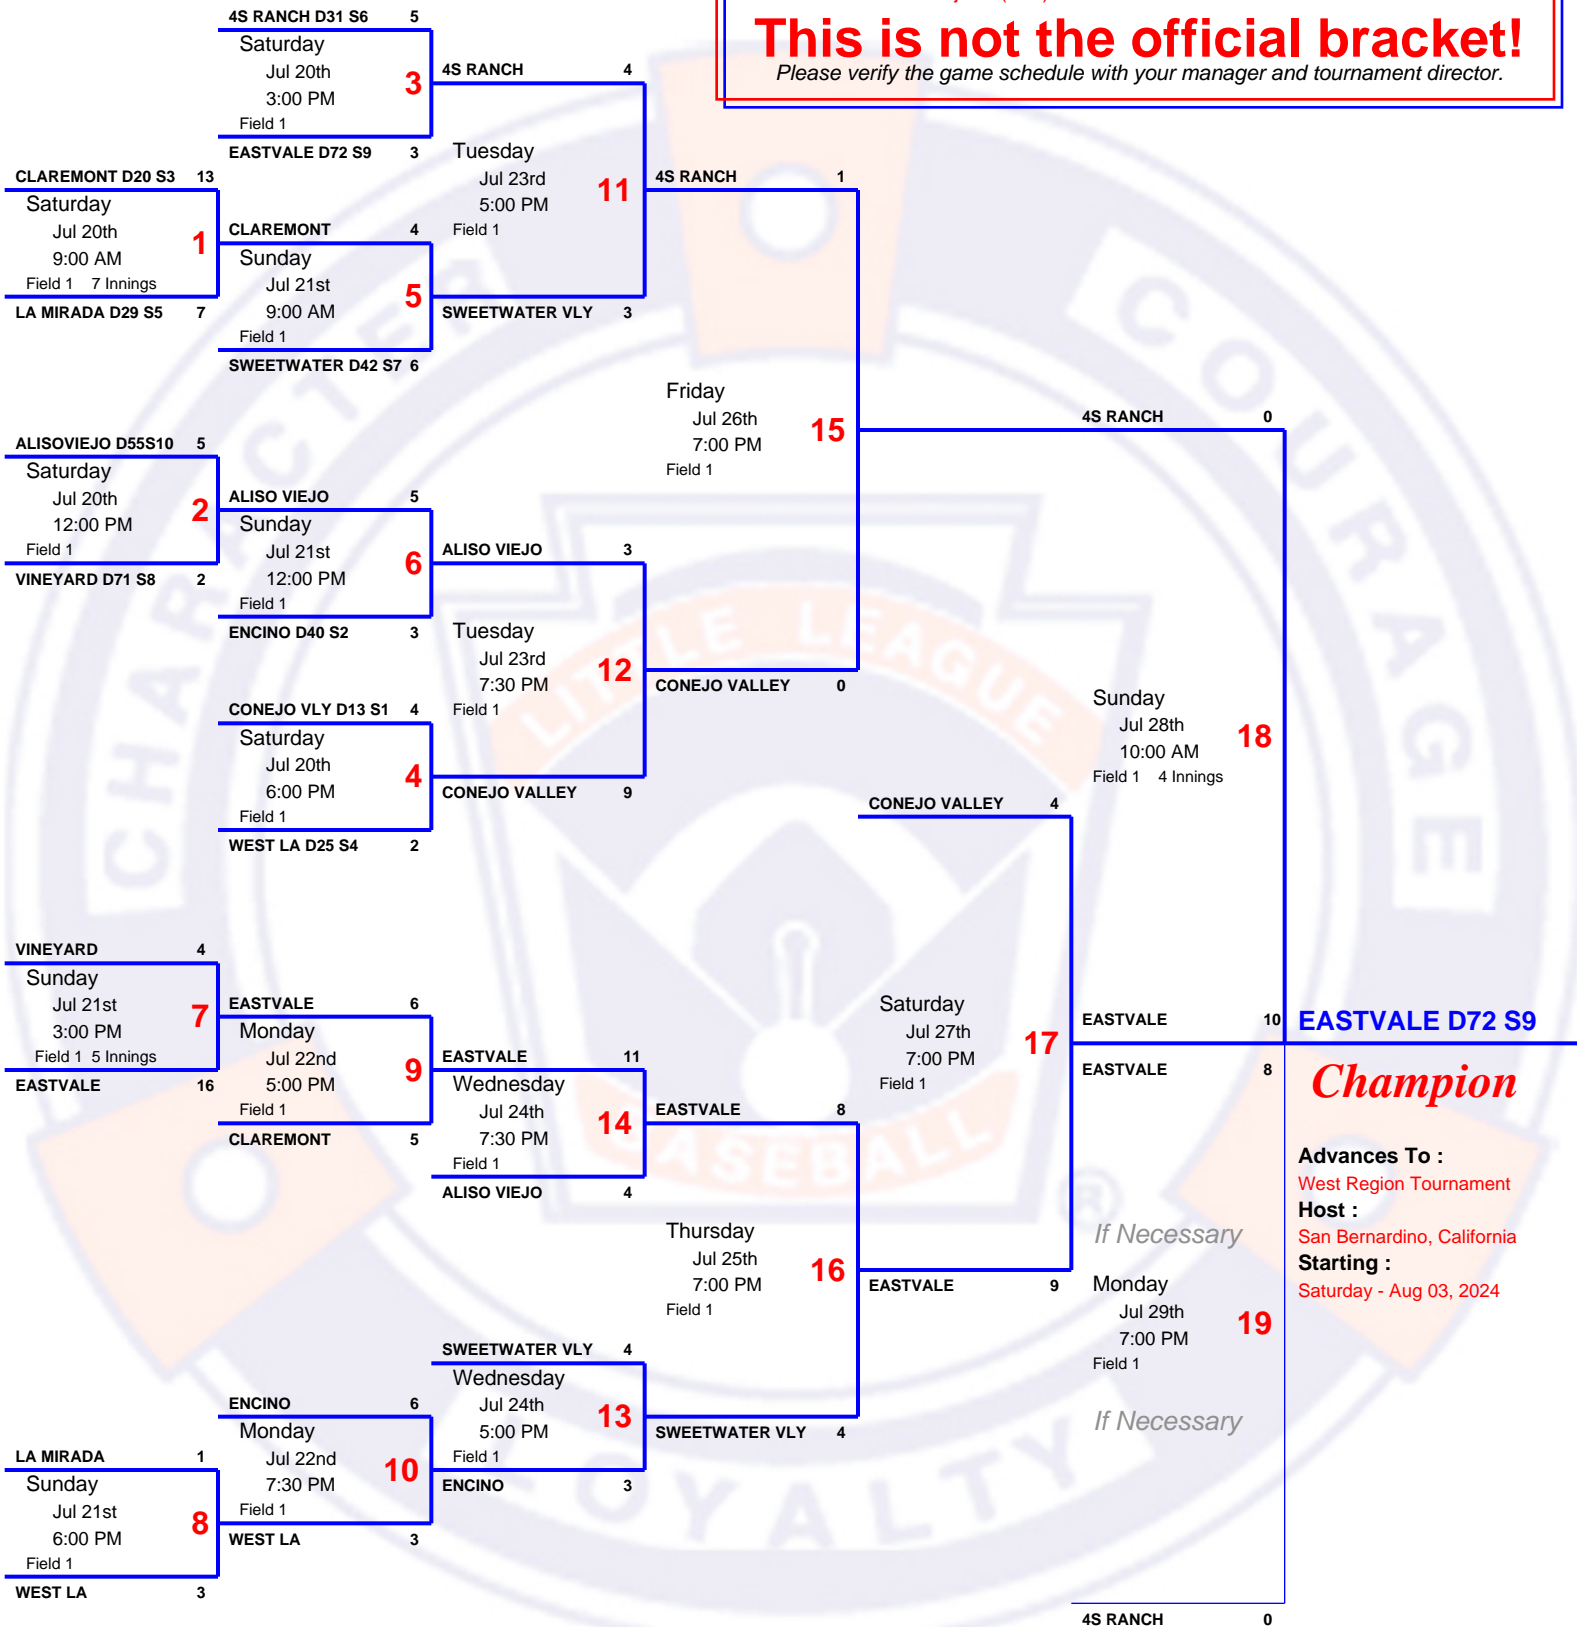 This is not the official bracket!
Please verify the game schedule with your manager and tournament director.
4S RANCH D31 S6 5
Saturday
Jul 20th
3:00 PM
Field 1
3
EASTVALE D72 S9 3
4S RANCH 4
Tuesday
Jul 23rd
5:00 PM
Field 1
11
SWEETWATER VLY 3
CLAREMONT D20 S3 13
Saturday
Jul 20th
9:00 AM
Field 1 7 Innings
1
LA MIRADA D29 S5 7
CLAREMONT 4
Sunday
Jul 21st
9:00 AM
Field 1
5
SWEETWATER D42 S7 6
4S RANCH 1
Friday
Jul 26th
7:00 PM
Field 1
15
CONEJO VALLEY 0
ALISOVIEJO D55S10 5
Saturday
Jul 20th
12:00 PM
Field 1
2
VINEYARD D71 S8 2
ALISO VIEJO 5
Sunday
Jul 21st
12:00 PM
Field 1
6
ENCINO D40 S2 3
ALISO VIEJO 3
Tuesday
Jul 23rd
7:30 PM
Field 1
12
CONEJO VALLEY 9
CONEJO VLY D13 S1 4
Saturday
Jul 20th
6:00 PM
Field 1
4
WEST LA D25 S4 2
4S RANCH 0
Sunday
Jul 28th
10:00 AM
Field 1 4 Innings
18
EASTVALE 10
VINEYARD 4
Sunday
Jul 21st
3:00 PM
Field 1 5 Innings
7
EASTVALE 16
EASTVALE 6
Monday
Jul 22nd
5:00 PM
Field 1
9
CLAREMONT 5
EASTVALE 11
Wednesday
Jul 24th
7:30 PM
Field 1
14
ALISO VIEJO 4
EASTVALE 8
Thursday
Jul 25th
7:00 PM
Field 1
16
SWEETWATER VLY 4
CONEJO VALLEY 4
Saturday
Jul 27th
7:00 PM
Field 1
17
EASTVALE 9
LA MIRADA 1
Sunday
Jul 21st
6:00 PM
Field 1
8
WEST LA 3
ENCINO 6
Monday
Jul 22nd
7:30 PM
Field 1
10
WEST LA 3
SWEETWATER VLY 4
Wednesday
Jul 24th
5:00 PM
Field 1
13
ENCINO 3
EASTVALE 8
If Necessary
Monday
Jul 29th
7:00 PM
Field 1
19
If Necessary
4S RANCH 0
EASTVALE D72 S9
Champion
Advances To :
West Region Tournament
Host :
San Bernardino, California
Starting :
Saturday - Aug 03, 2024
CHARACTER
COURAGE
LOYALTY
LITTLE LEAGUE
BASEBALL
®